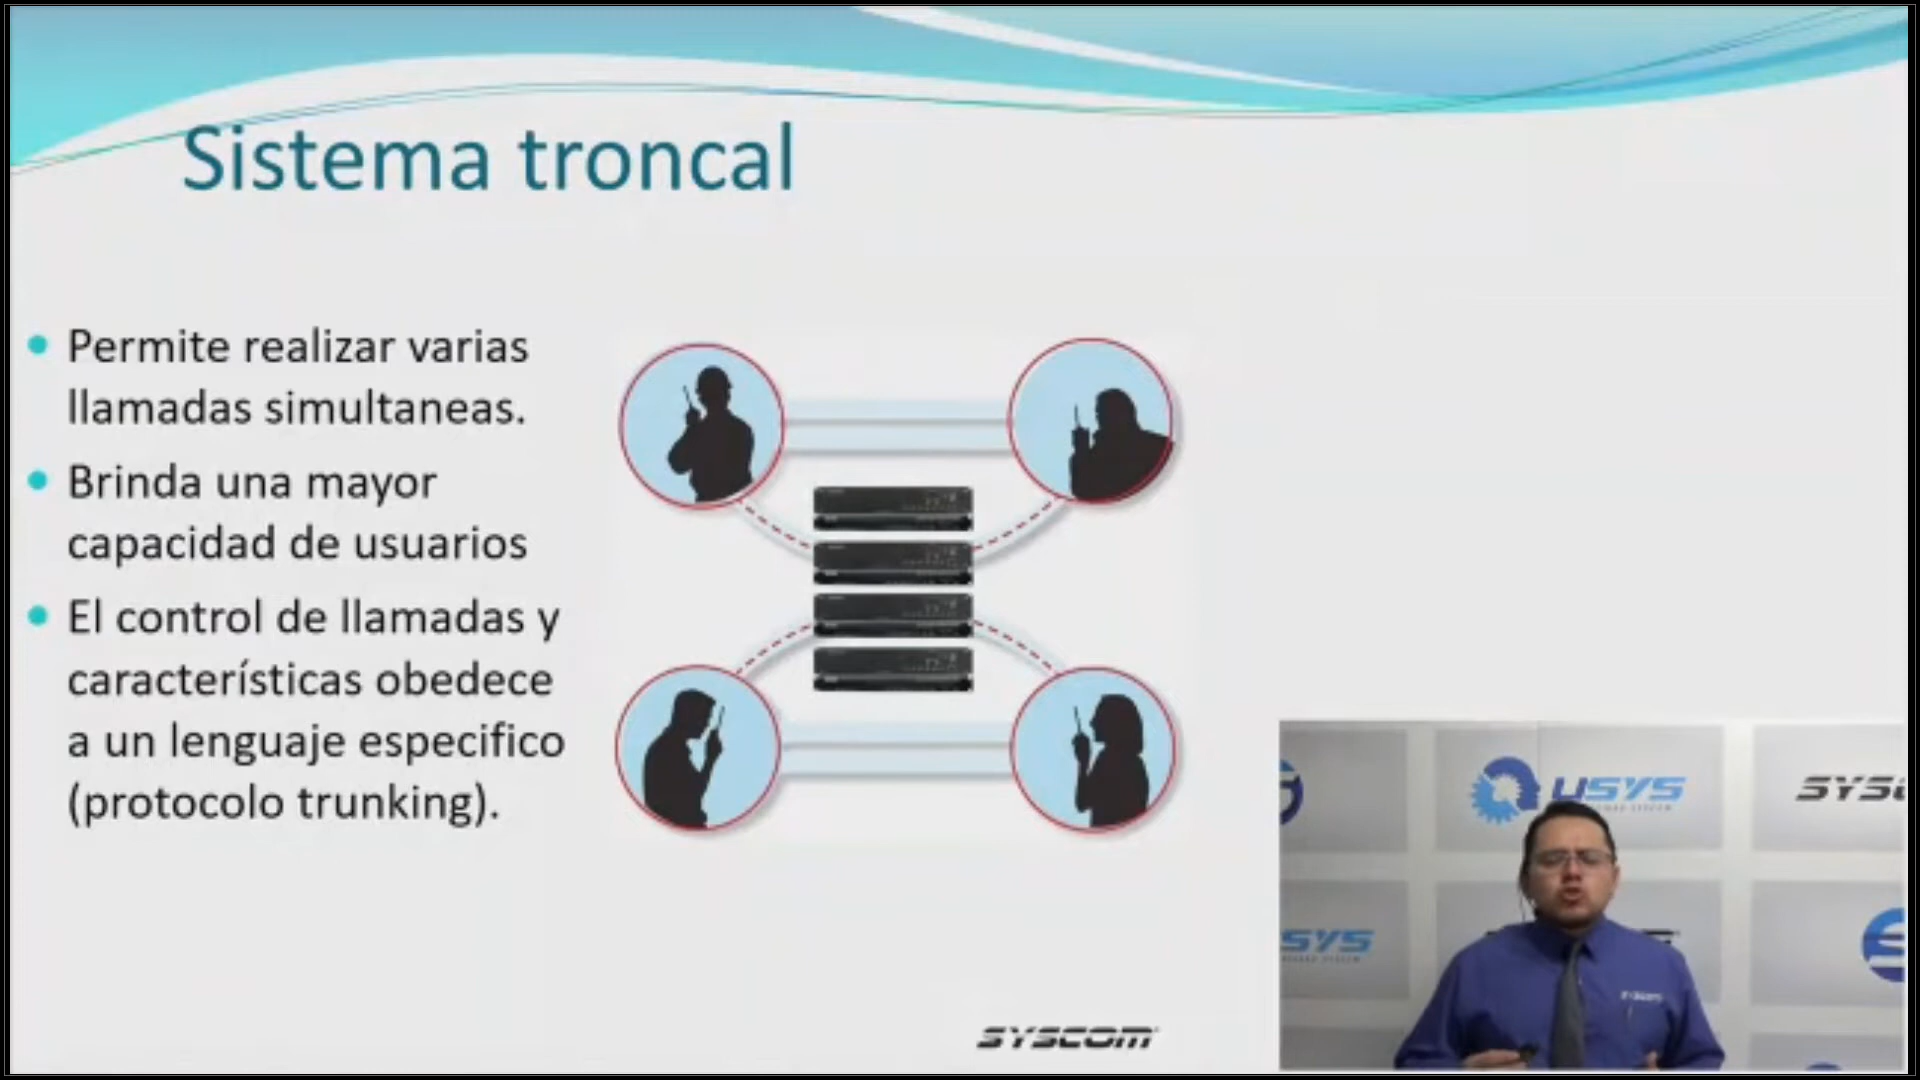 Sistema troncal
Permite realizar varias
llamadas simultaneas.
Brinda una mayor
capacidad de usuarios
El control de llamadas y
características obedece
a un lenguaje especifico
(protocolo trunking).
SYSCOM
USYS
SYSC
SYS